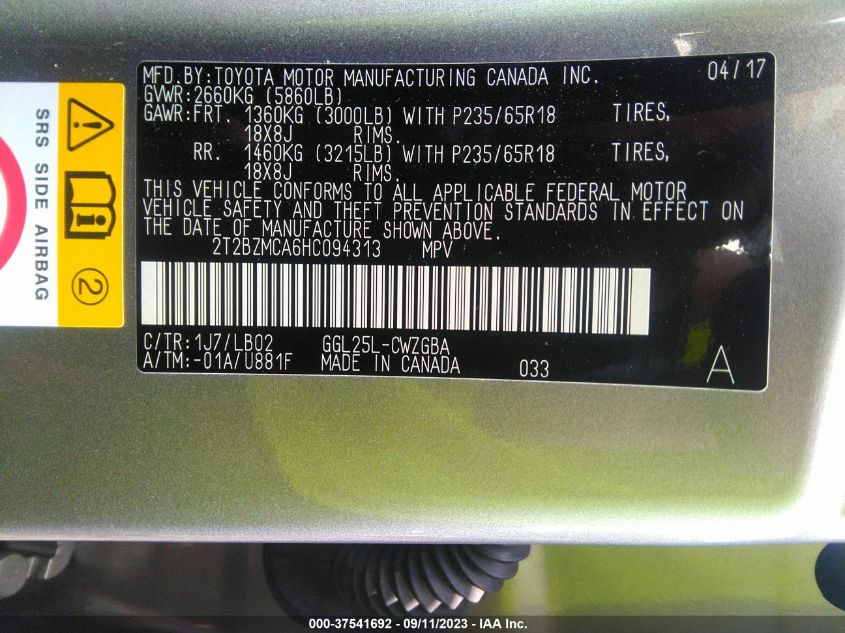 MFD.BY:TOYOTA MOTOR MANUFACTURING CANADA INC. 04/17
GVWR:2660KG (5860LB)
GAWR:FRT. 1360KG (3000LB) WITH P235/65R18 TIRES,
18X8J RIMS.
RR. 1460KG (3215LB) WITH P235/65R18 TIRES,
18X8J RIMS.
THIS VEHICLE CONFORMS TO ALL APPLICABLE FEDERAL MOTOR
VEHICLE SAFETY AND THEFT PREVENTION STANDARDS IN EFFECT ON
THE DATE OF MANUFACTURE SHOWN ABOVE.
2T2BZMCA6HC094313 MPV
C/TR:1J7/LB02 GGL25L-CWZGBA
A/TM:-01A/U881F MADE IN CANADA 033 A
SRS SIDE AIRBAG
2
000-37541692 - 09/11/2023 - IAA Inc.